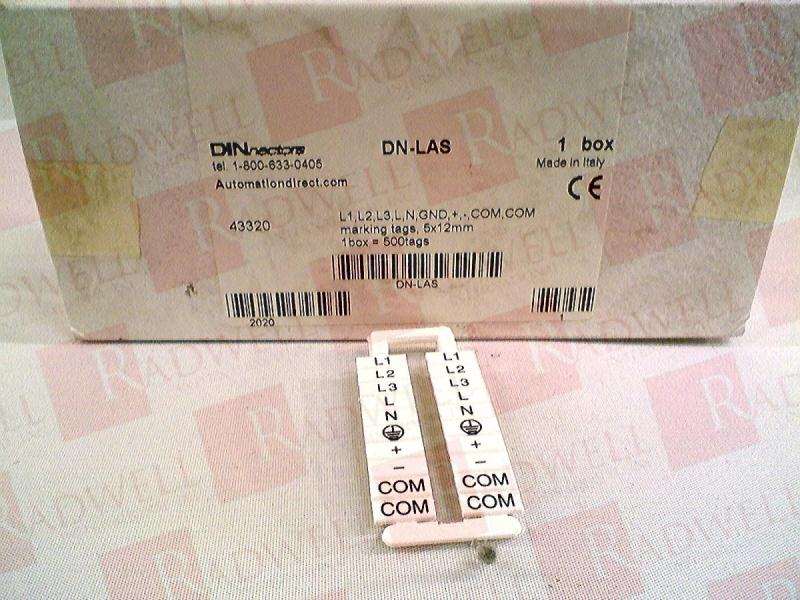 DINnectors
DN-LAS
1 box
tel. 1-800-633-0405
Made in Italy
Automationdirect.com
CE
43320
L1,L2,L3,L,N,GND,+,-,COM,COM
marking tags, 5x12mm
1box = 500tags
DN-LAS
2020
1
L1
L2
L3
L
N
+
−
COM
COM
L1
L2
L3
L
N
+
−
COM
COM
RADWELL